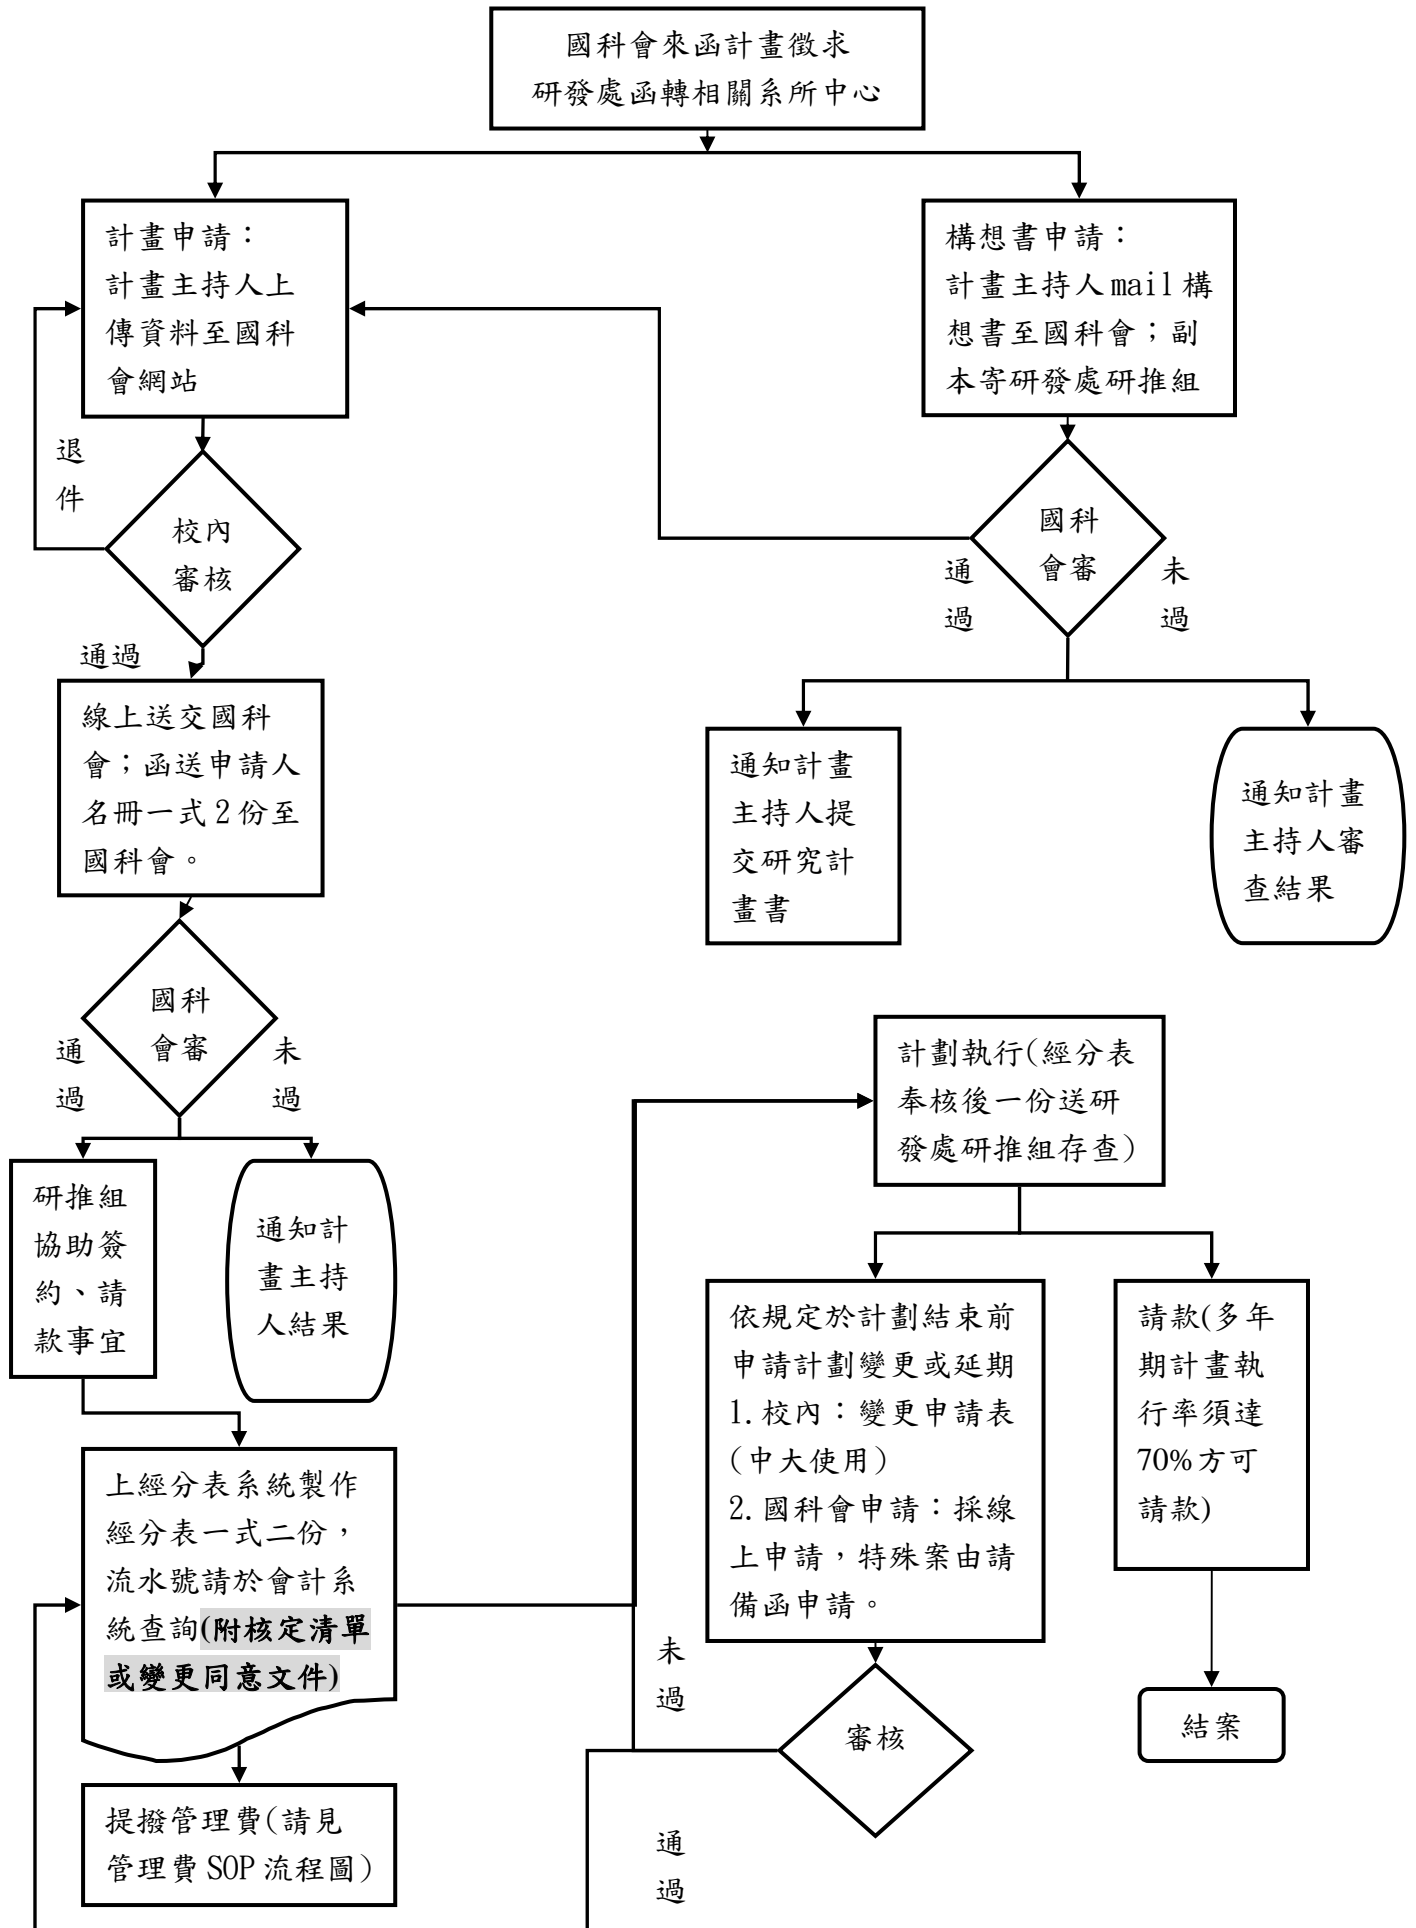 國科會來函計畫徵求
研發處函轉相關系所中心
計畫申請：
計畫主持人上
傳資料至國科
會網站
構想書申請：
計畫主持人mail構
想書至國科會；副
本寄研發處研推組
退
件
校內
審核
國科
會審
通
過
未
過
通過
線上送交國科
會；函送申請人
名冊一式2份至
國科會。
通知計畫
主持人提
交研究計
畫書
通知計畫
主持人審
查結果
國科
會審
通
過
未
過
計劃執行(經分表
奉核後一份送研
發處研推組存查)
研推組
協助簽
約、請
款事宜
通知計
畫主持
人結果
依規定於計劃結束前
申請計劃變更或延期
1.校內：變更申請表
(中大使用)
2.國科會申請：採線
上申請，特殊案由請
備函申請。
請款(多年
期計畫執
行率須達
70%方可
請款)
上經分表系統製作
經分表一式二份，
流水號請於會計系
統查詢(附核定清單
或變更同意文件)
未
過
審核
結案
提撥管理費(請見
管理費SOP流程圖)
通
過